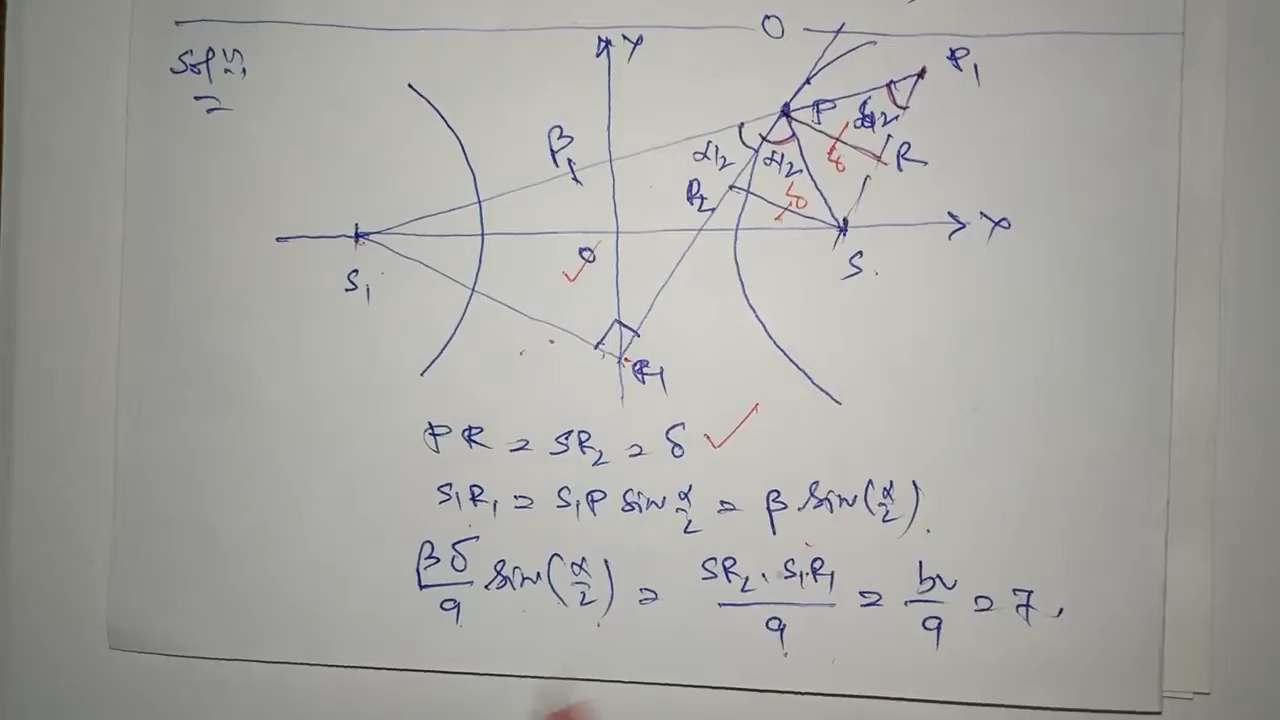 Solⁿ:
Y
P₁
β
P
α/2
α/2
α/2
δ
R
R₂
δ
X
S₁
O
S
R₁
PR = SR₂ = δ ✓
S₁R₁ = S₁P sin α/2 = β sin(α/2).
βδ/9 sin(α/2) = SR₂ . S₁R₁/9 = b²/9 = 7,